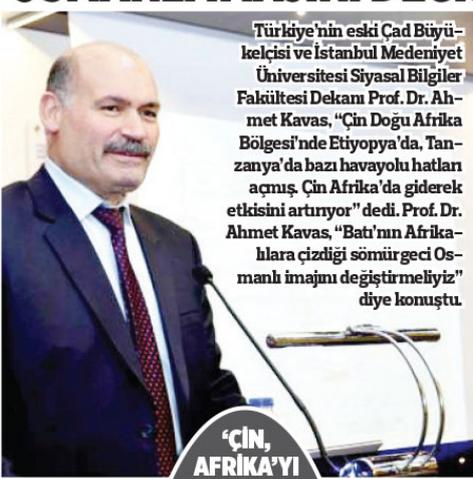 Türkiye'nin eski Çad Büyü-
kelçisi ve İstanbul Medeniyet
Üniversitesi Siyasal Bilgiler
Fakültesi Dekanı Prof. Dr. Ah-
met Kavas, "Çin Doğu Afrika
Bölgesi'nde Etiyopya'da, Tan-
zanya'da bazı havayolu hatları
açmış. Çin Afrika'da giderek
etkisini artırıyor" dedi. Prof. Dr.
Ahmet Kavas, "Batı'nın Afrika-
lılara çizdiği sömürgeci Os-
manlı imajını değiştirmeliyiz"
diye konuştu.
'ÇİN,
AFRİKA'YI